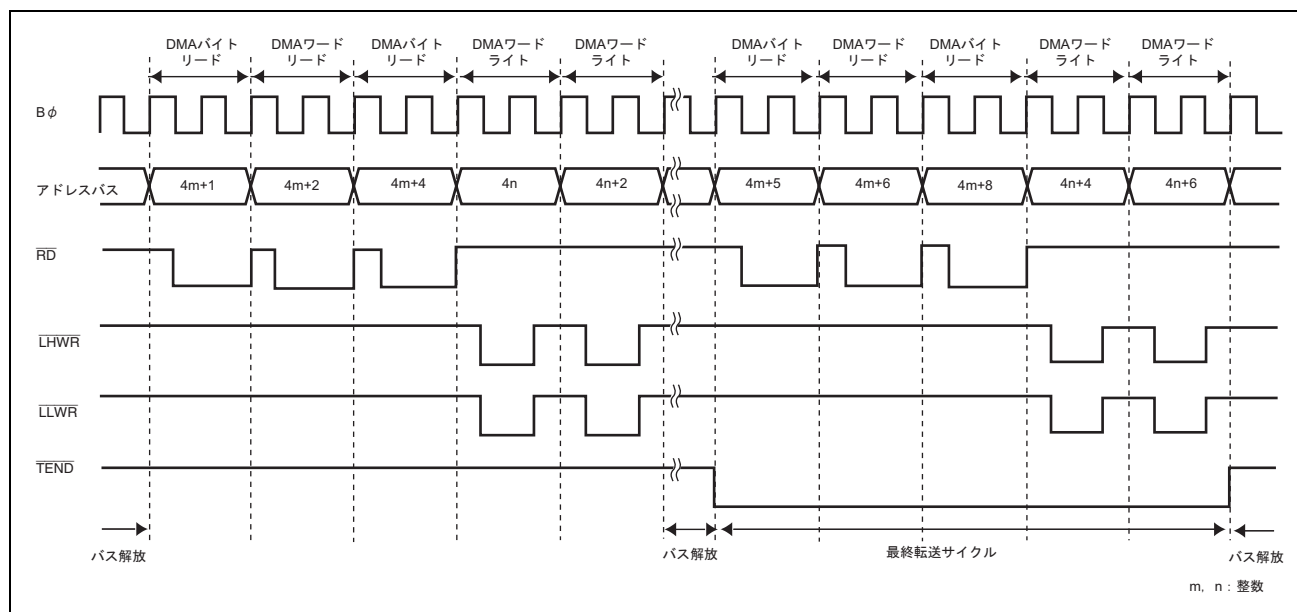 DMAバイト DMAワード DMAバイト DMAワード DMAワード DMAバイト DMAワード DMAバイト DMAワード DMAワード
リード リード リード ライト ライト リード リード リード ライト ライト
Bφ
アドレスバス 4m+1 4m+2 4m+4 4n 4n+2 4m+5 4m+6 4m+8 4n+4 4n+6
RD
LHWR
LLWR
TEND
バス解放 バス解放 最終転送サイクル バス解放
m, n : 整数